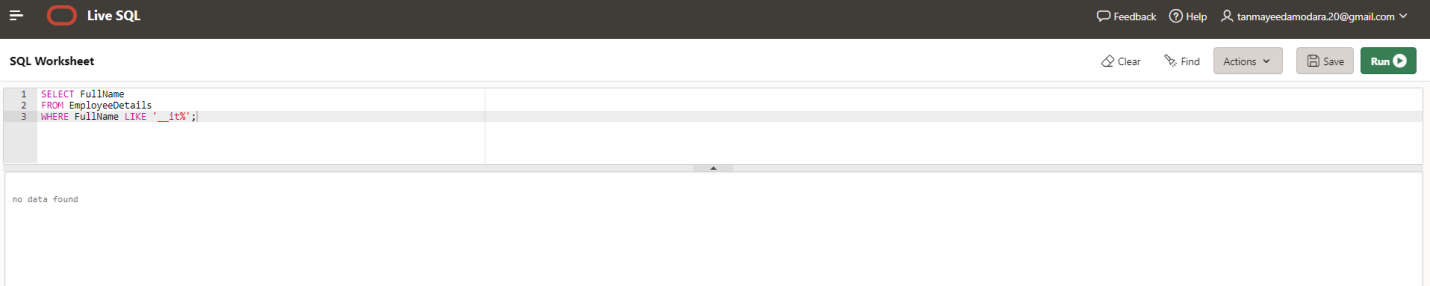 Live SQL
Feedback Help tanmayeedamodara.20@gmail.com
SQL Worksheet
Clear Find Actions Save Run
1 SELECT FullName
2 FROM EmployeeDetails
3 WHERE FullName LIKE '__it%';
no data found